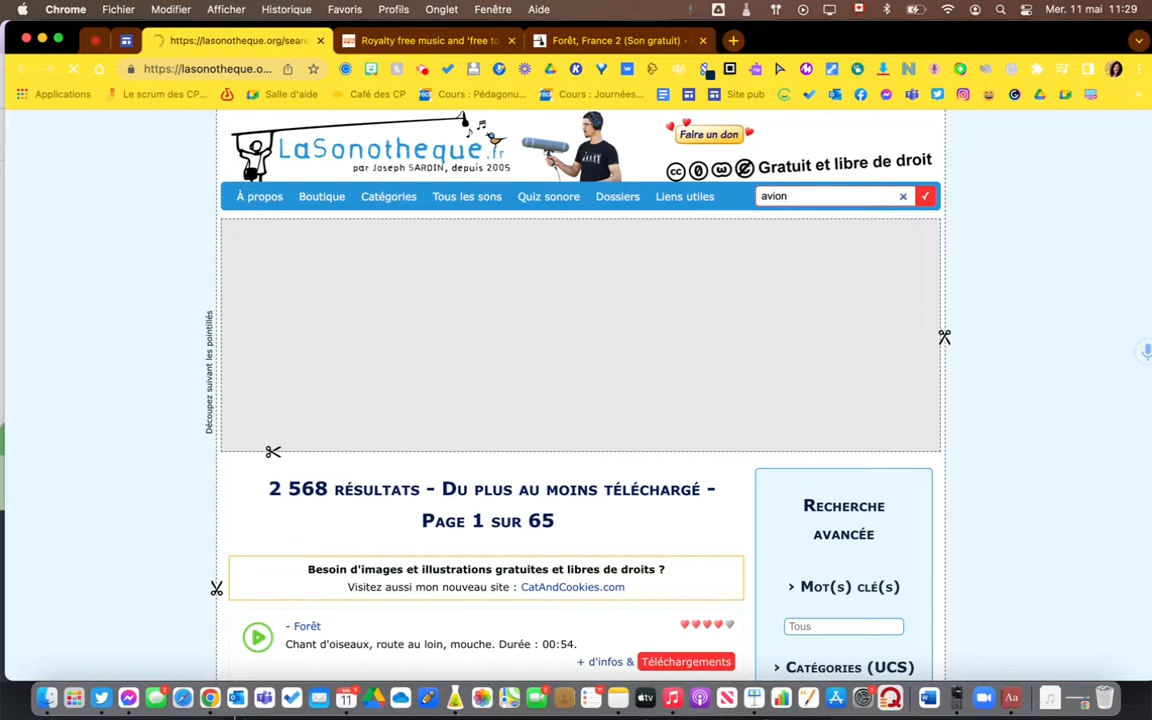 Chrome Fichier Modifier Afficher Historique Favoris Profils Onglet Fenêtre Aide Mer. 11 mai 11:29
https://lasonotheque.org/sear Royalty free music and 'free to Forêt, France 2 (Son gratuit) -
https://lasonotheque.o...
Applications Le scrum des CP... Salle d'aide Café des CP Cours : Pédagonu... Cours : Journées... Site pub
LaSonotheque.fr
par Joseph SARDIN, depuis 2005
Faire un don
Gratuit et libre de droit
À propos Boutique Catégories Tous les sons Quiz sonore Dossiers Liens utiles avion
Découpez suivant les pointillés
2 568 résultats - Du plus au moins téléchargé -
Page 1 sur 65
Recherche
avancée
Besoin d'images et illustrations gratuites et libres de droits ?
Visitez aussi mon nouveau site : CatAndCookies.com
› Mot(s) clé(s)
Tous
- Forêt
Chant d'oiseaux, route au loin, mouche. Durée : 00:54.
+ d'infos & Téléchargements
› Catégories (UCS)